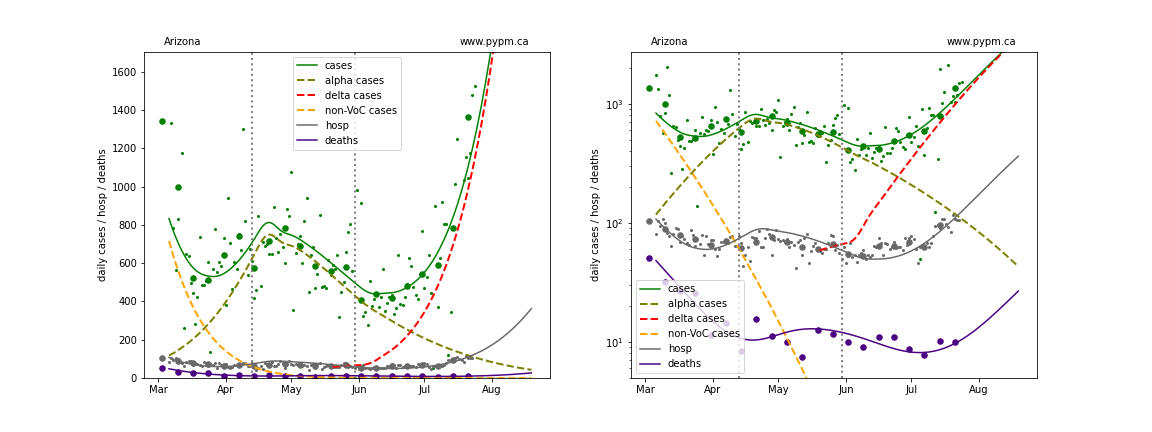 Arizona
www.pypm.ca
daily cases / hosp / deaths
1600
1400
1200
1000
800
600
400
200
0
cases
alpha cases
delta cases
non-VoC cases
hosp
deaths
Mar
Apr
May
Jun
Jul
Aug
Arizona
www.pypm.ca
daily cases / hosp / deaths
10³
10²
10¹
cases
alpha cases
delta cases
non-VoC cases
hosp
deaths
Mar
Apr
May
Jun
Jul
Aug